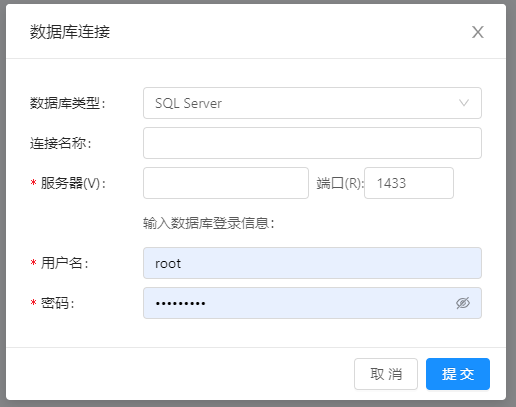 数据库连接
数据库类型: SQL Server
连接名称:
* 服务器(V): 端口(R): 1433
输入数据库登录信息:
* 用户名: root
* 密码: •••••••••
取 消 提 交